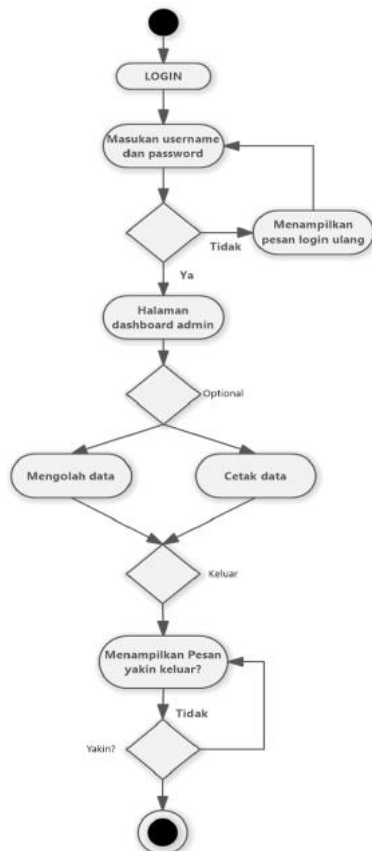 LOGIN
Masukan username
dan password
Tidak
Menampilkan
pesan login ulang
Ya
Halaman
dashboard admin
Optional
Mengolah data
Cetak data
Keluar
Menampilkan Pesan
yakin keluar?
Tidak
Yakin?